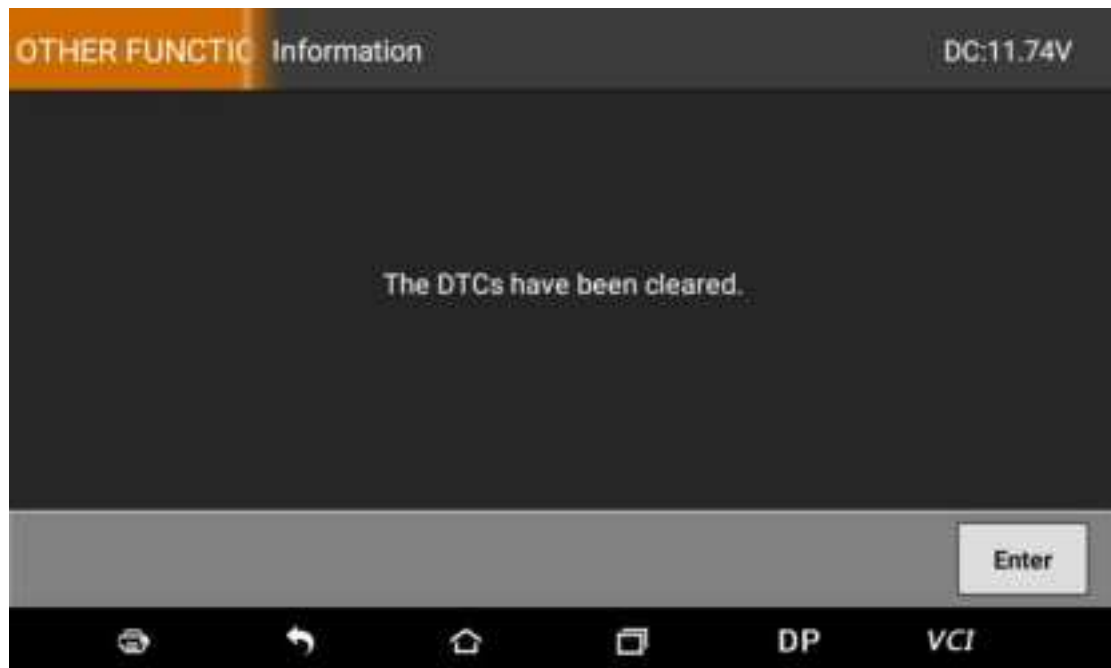 OTHER FUNCTIC Information DC:11.74V
The DTCs have been cleared.
Enter
DP VCI